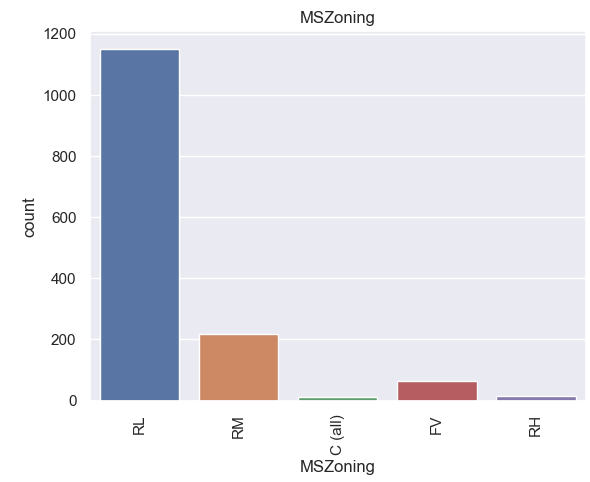 MSZoning
1200
1000
800
600
400
200
0
count
RL
RM
C (all)
FV
RH
MSZoning